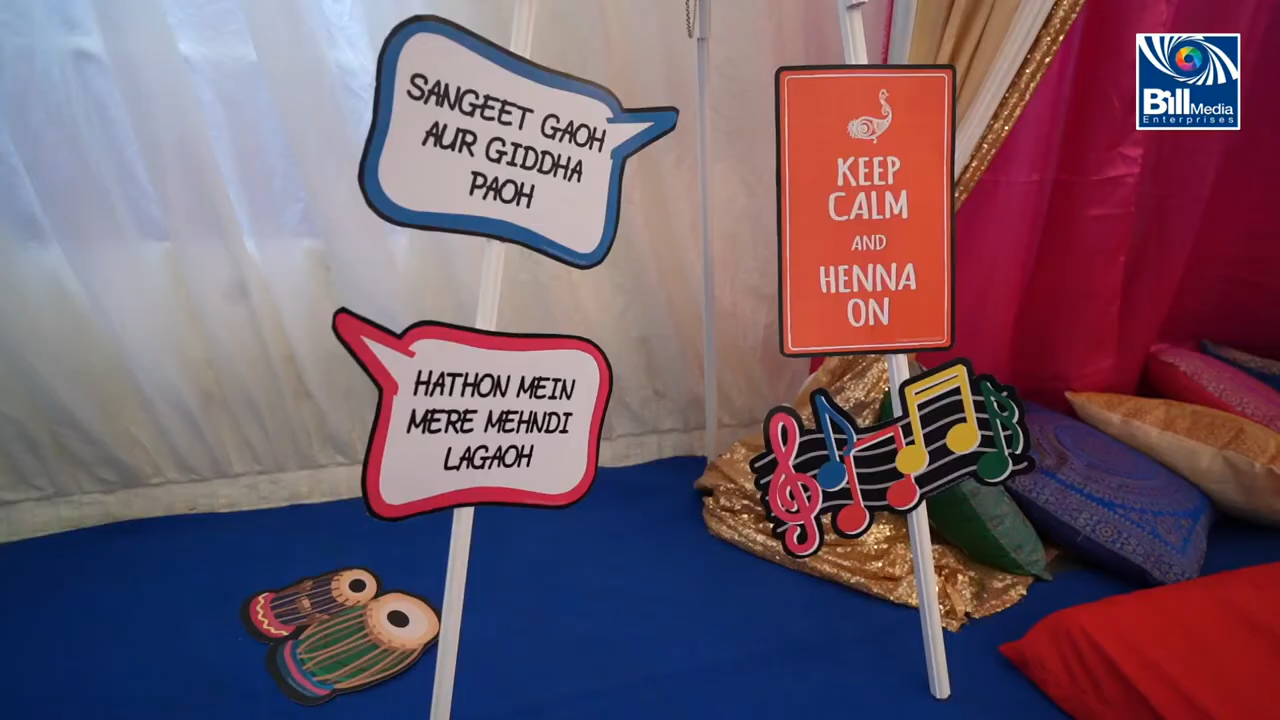 SANGEET GAOH
AUR GIDDHA
PAOH
HATHON MEIN
MERE MEHNDI
LAGAOH
KEEP
CALM
AND
HENNA
ON
Bill Media
Enterprises